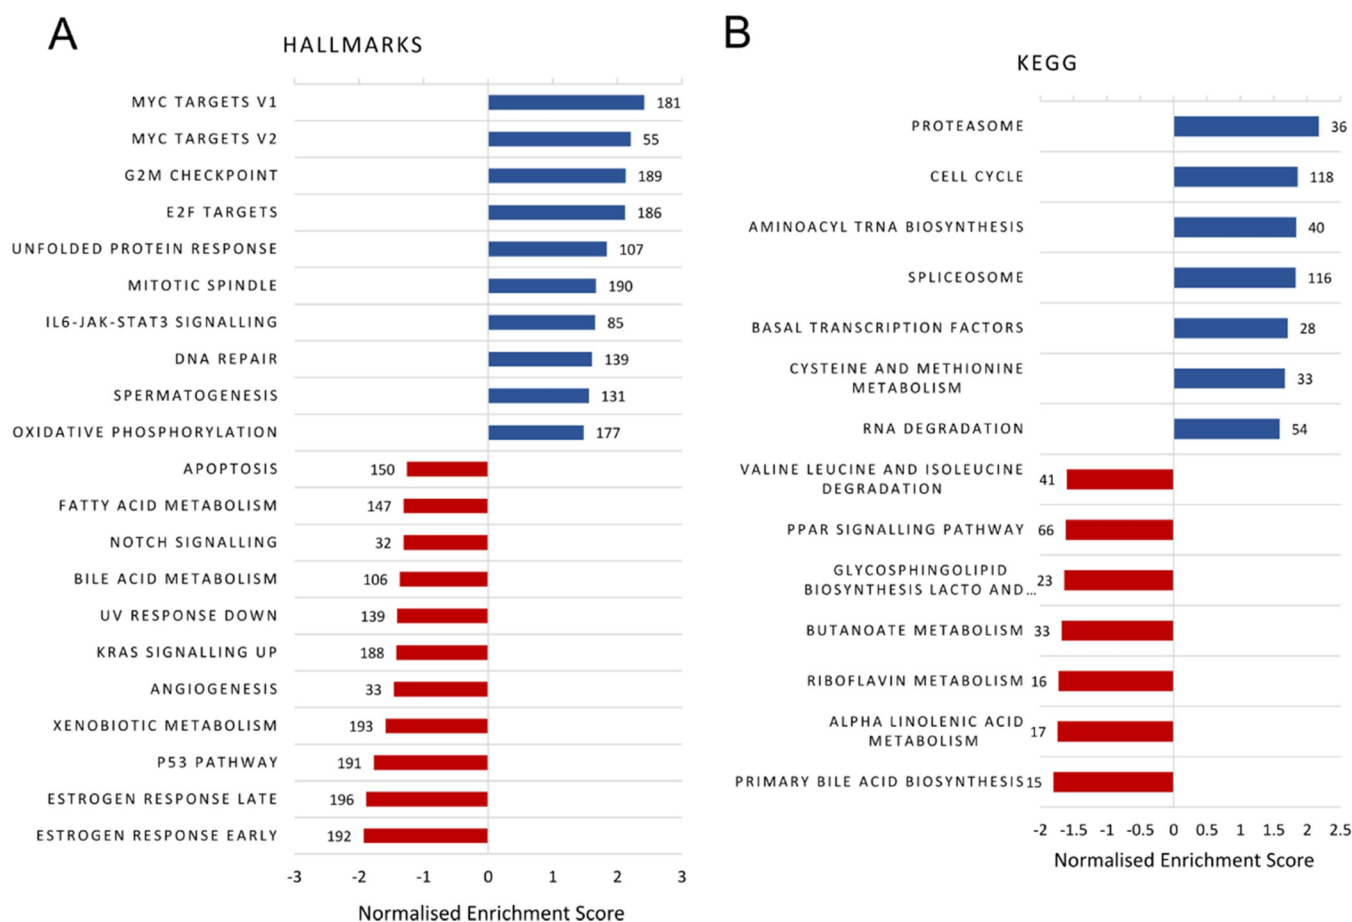 A
HALLMARKS
-3 -2 -1 0 1 2 3
MYC TARGETS V1 181
MYC TARGETS V2 55
G2M CHECKPOINT 189
E2F TARGETS 186
UNFOLDED PROTEIN RESPONSE 107
MITOTIC SPINDLE 190
IL6-JAK-STAT3 SIGNALLING 85
DNA REPAIR 139
SPERMATOGENESIS 131
OXIDATIVE PHOSPHORYLATION 177
APOPTOSIS 150
FATTY ACID METABOLISM 147
NOTCH SIGNALLING 32
BILE ACID METABOLISM 106
UV RESPONSE DOWN 139
KRAS SIGNALLING UP 188
ANGIOGENESIS 33
XENOBIOTIC METABOLISM 193
P53 PATHWAY 191
ESTROGEN RESPONSE LATE 196
ESTROGEN RESPONSE EARLY 192
-3 -2 -1 0 1 2 3
Normalised Enrichment Score
B
KEGG
PROTEASOME 36
CELL CYCLE 118
AMINOACYL TRNA BIOSYNTHESIS 40
SPLICEOSOME 116
BASAL TRANSCRIPTION FACTORS 28
CYSTEINE AND METHIONINE
METABOLISM 33
RNA DEGRADATION 54
VALINE LEUCINE AND ISOLEUCINE
DEGRADATION 41
PPAR SIGNALLING PATHWAY 66
GLYCOSPHINGOLIPID
BIOSYNTHESIS LACTO AND... 23
BUTANOATE METABOLISM 33
RIBOFLAVIN METABOLISM 16
ALPHA LINOLENIC ACID
METABOLISM 17
PRIMARY BILE ACID BIOSYNTHESIS 15
-2 -1.5 -1 -0.5 0 0.5 1 1.5 2 2.5
Normalised Enrichment Score